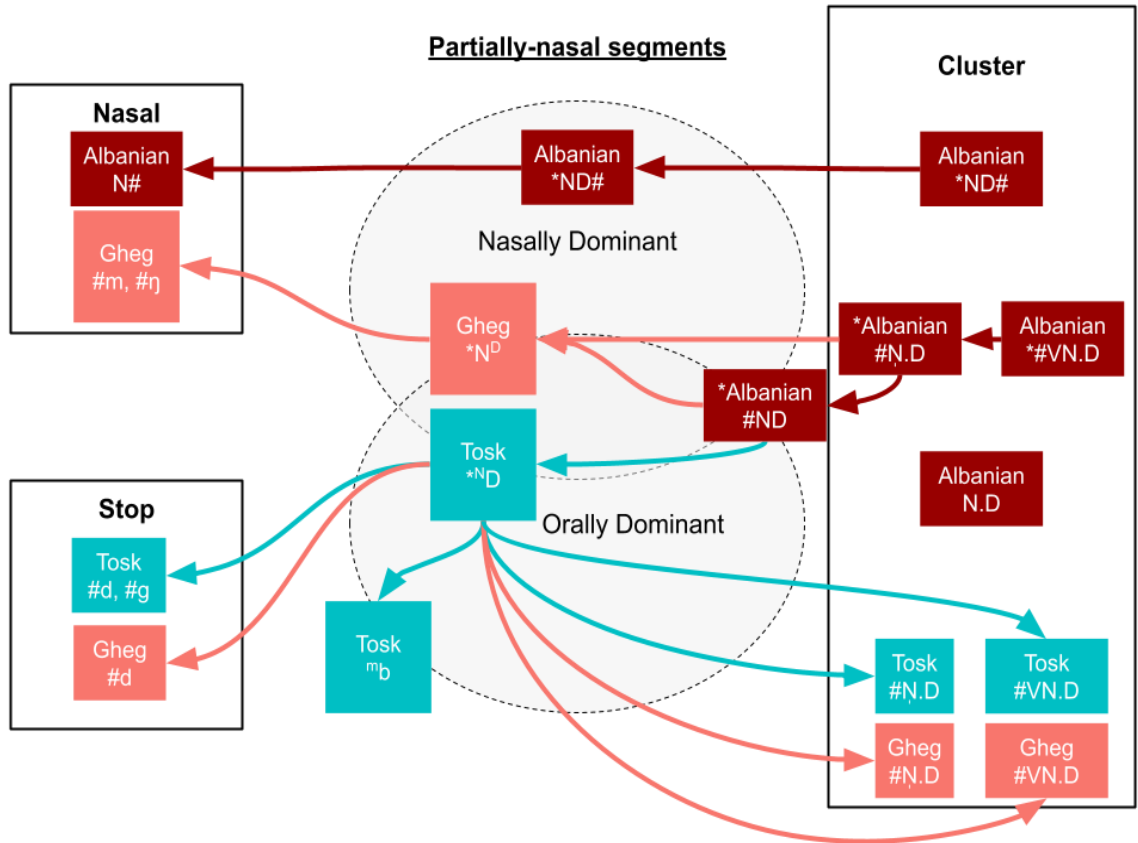 Partially-nasal segments
Nasal
Albanian
N#
Gheg
#m, #ŋ
Stop
Tosk
#d, #g
Gheg
#d
Albanian
*ND#
Nasally Dominant
Gheg
*Nᴰ
Tosk
*ᴺD
Orally Dominant
Tosk
ᵐb
Cluster
Albanian
*ND#
*Albanian
#N̩.D
Albanian
*#VN.D
*Albanian
#ND
Albanian
N.D
Tosk
#N̩.D
Tosk
#VN.D
Gheg
#N̩.D
Gheg
#VN.D